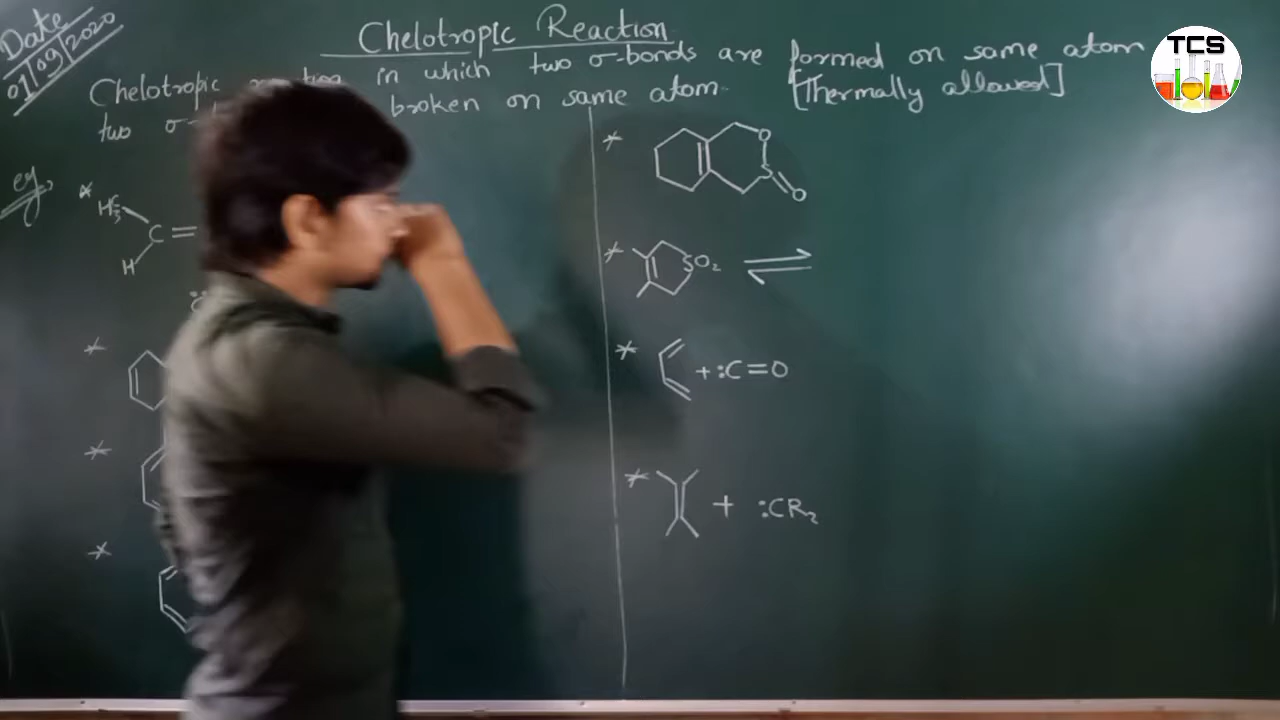 Date
01/09/2020
Chelotropic Reaction
Chelotropic in which two σ-bonds are formed on same atom
two σ- broken on same atom. [Thermally allowed]
eg,
* H₃C
C=
H
*
*
*
* O
S
O
* SO₂ ⇌
* + :C=O
* + :CR₂
TCS